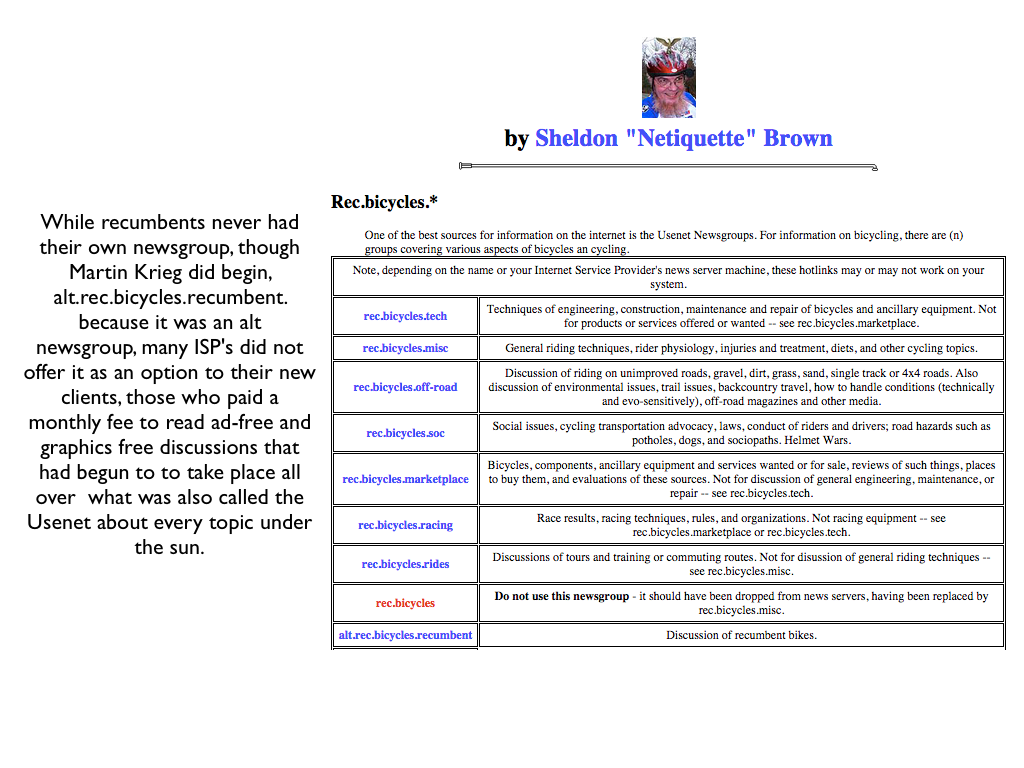 While recumbents never had
their own newsgroup, though
Martin Krieg did begin,
alt.rec.bicycles.recumbent.
because it was an alt
newsgroup, many ISP's did not
offer it as an option to their new
clients, those who paid a
monthly fee to read ad-free and
graphics free discussions that
had begun to to take place all
over  what was also called the
Usenet about every topic under
the sun.
by Sheldon "Netiquette" Brown
Rec.bicycles.*
One of the best sources for information on the internet is the Usenet Newsgroups. For information on bicycling, there are (n)
groups covering various aspects of bicycles an cycling.
Note, depending on the name or your Internet Service Provider's news server machine, these hotlinks may or may not work on your
system.
rec.bicycles.tech
Techniques of engineering, construction, maintenance and repair of bicycles and ancillary equipment. Not
for products or services offered or wanted -- see rec.bicycles.marketplace.
rec.bicycles.misc
General riding techniques, rider physiology, injuries and treatment, diets, and other cycling topics.
rec.bicycles.off-road
Discussion of riding on unimproved roads, gravel, dirt, grass, sand, single track or 4x4 roads. Also
discussion of environmental issues, trail issues, backcountry travel, how to handle conditions (technically
and evo-sensitively), off-road magazines and other media.
rec.bicycles.soc
Social issues, cycling transportation advocacy, laws, conduct of riders and drivers; road hazards such as
potholes, dogs, and sociopaths. Helmet Wars.
rec.bicycles.marketplace
Bicycles, components, ancillary equipment and services wanted or for sale, reviews of such things, places
to buy them, and evaluations of these sources. Not for discussion of general engineering, maintenance, or
repair -- see rec.bicycles.tech.
rec.bicycles.racing
Race results, racing techniques, rules, and organizations. Not racing equipment -- see
rec.bicycles.marketplace or rec.bicycles.tech.
rec.bicycles.rides
Discussions of tours and training or commuting routes. Not for disussion of general riding techniques --
see rec.bicycles.misc.
rec.bicycles
Do not use this newsgroup - it should have been dropped from news servers, having been replaced by
rec.bicycles.misc.
alt.rec.bicycles.recumbent
Discussion of recumbent bikes.